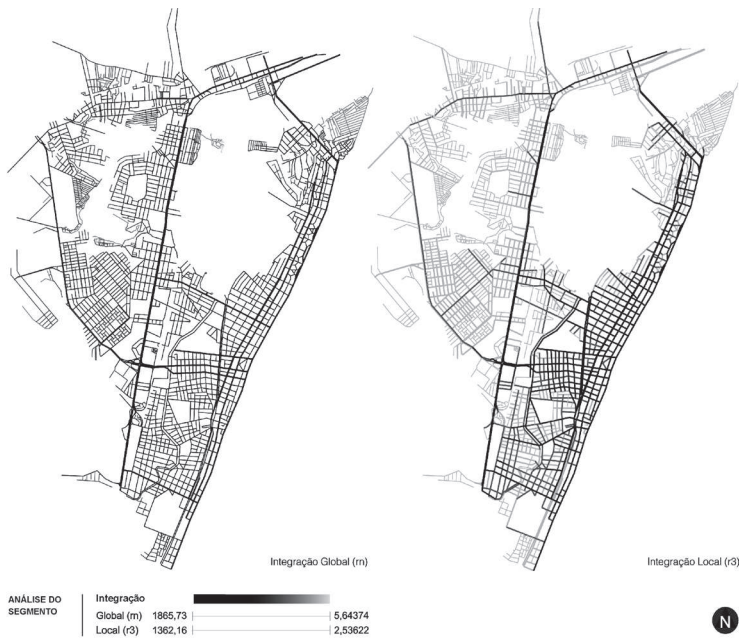 Integração Global (rn)
Integração Local (r3)
ANÁLISE DO
SEGMENTO
Integração
Global (rn) 1865,73 5,64374
Local (r3) 1362,16 2,53622
N